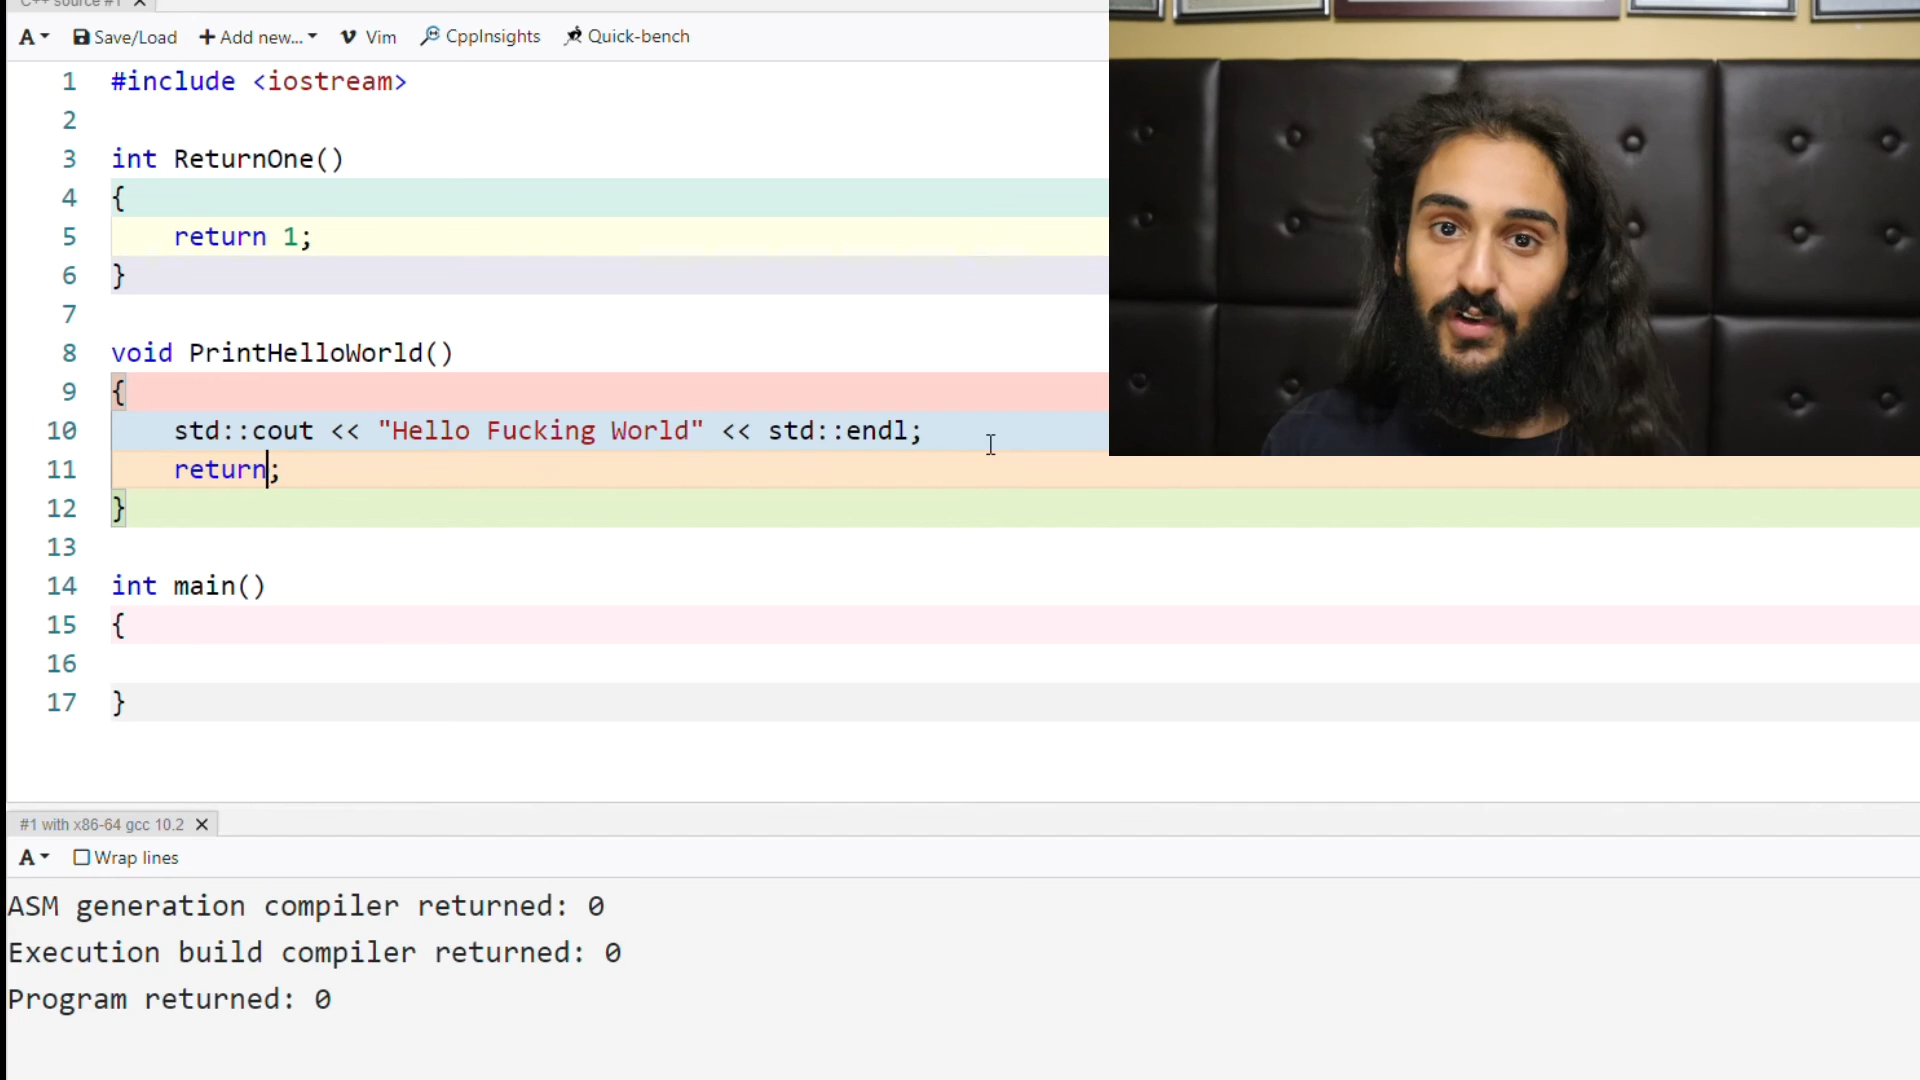 C++ source #1 X
A Save/Load + Add new... Vim CppInsights Quick-bench
1 #include <iostream>
2
3 int ReturnOne()
4 {
5 return 1;
6 }
7
8 void PrintHelloWorld()
9 {
10 std::cout << "Hello Fucking World" << std::endl;
11 return;
12 }
13
14 int main()
15 {
16
17 }
#1 with x86-64 gcc 10.2 X
A Wrap lines
ASM generation compiler returned: 0
Execution build compiler returned: 0
Program returned: 0